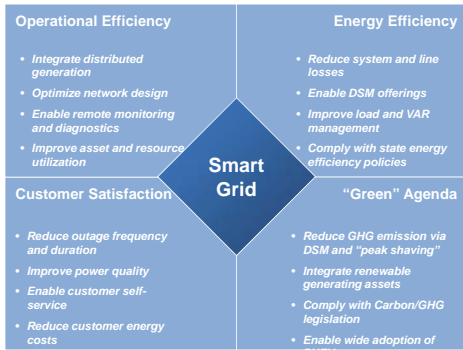 Operational Efficiency
• Integrate distributed
generation
• Optimize network design
• Enable remote monitoring
and diagnostics
• Improve asset and resource
utilization
Energy Efficiency
• Reduce system and line
losses
• Enable DSM offerings
• Improve load and VAR
management
• Comply with state energy
efficiency policies
Smart
Grid
Customer Satisfaction
• Reduce outage frequency
and duration
• Improve power quality
• Enable customer self-
service
• Reduce customer energy
costs
“Green” Agenda
• Reduce GHG emission via
DSM and “peak shaving”
• Integrate renewable
generating assets
• Comply with Carbon/GHG
legislation
• Enable wide adoption of